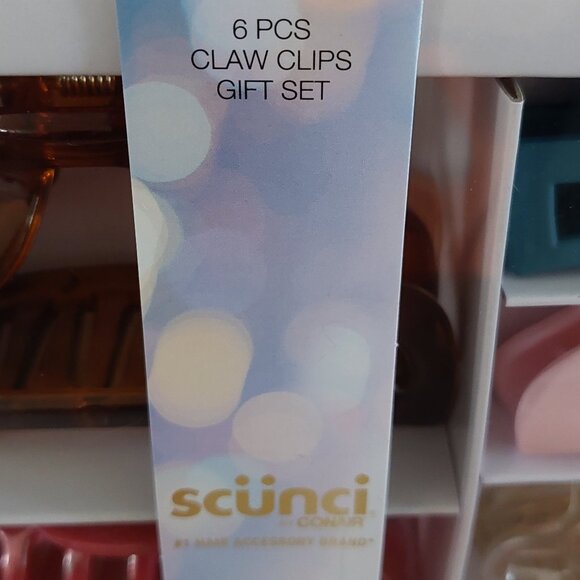 6 PCS
CLAW CLIPS
GIFT SET
scünci
BY CONAIR
#1 HAIR ACCESSORY BRAND*